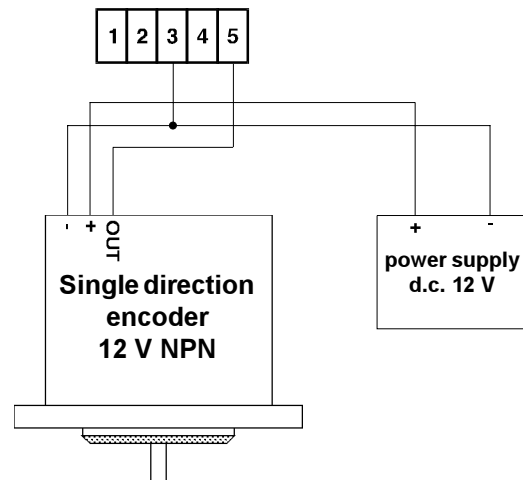 1 2 3 4 5
- + OUT
+ -
Single direction
encoder
12 V NPN
power supply
d.c. 12 V